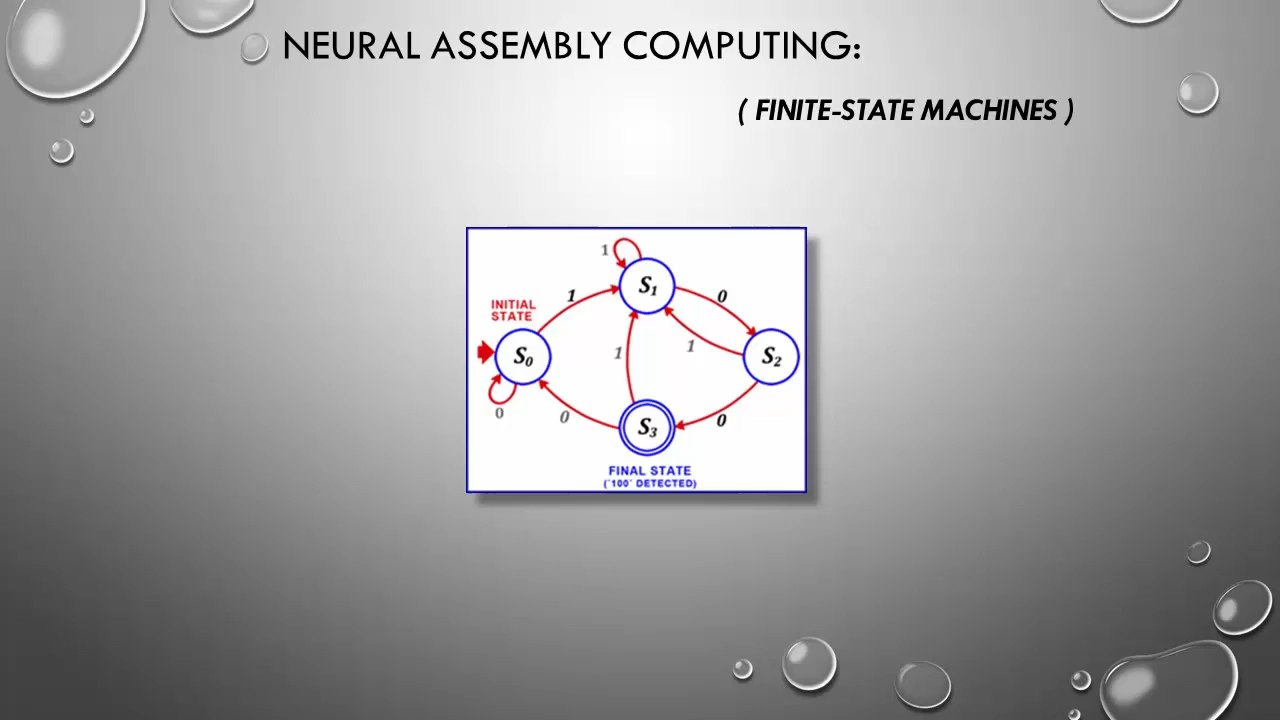 NEURAL ASSEMBLY COMPUTING:
( FINITE-STATE MACHINES )
1
S1
1
0
INITIAL
STATE
S0
1
1
S2
0
0
S3
0
FINAL STATE
(`100´ DETECTED)